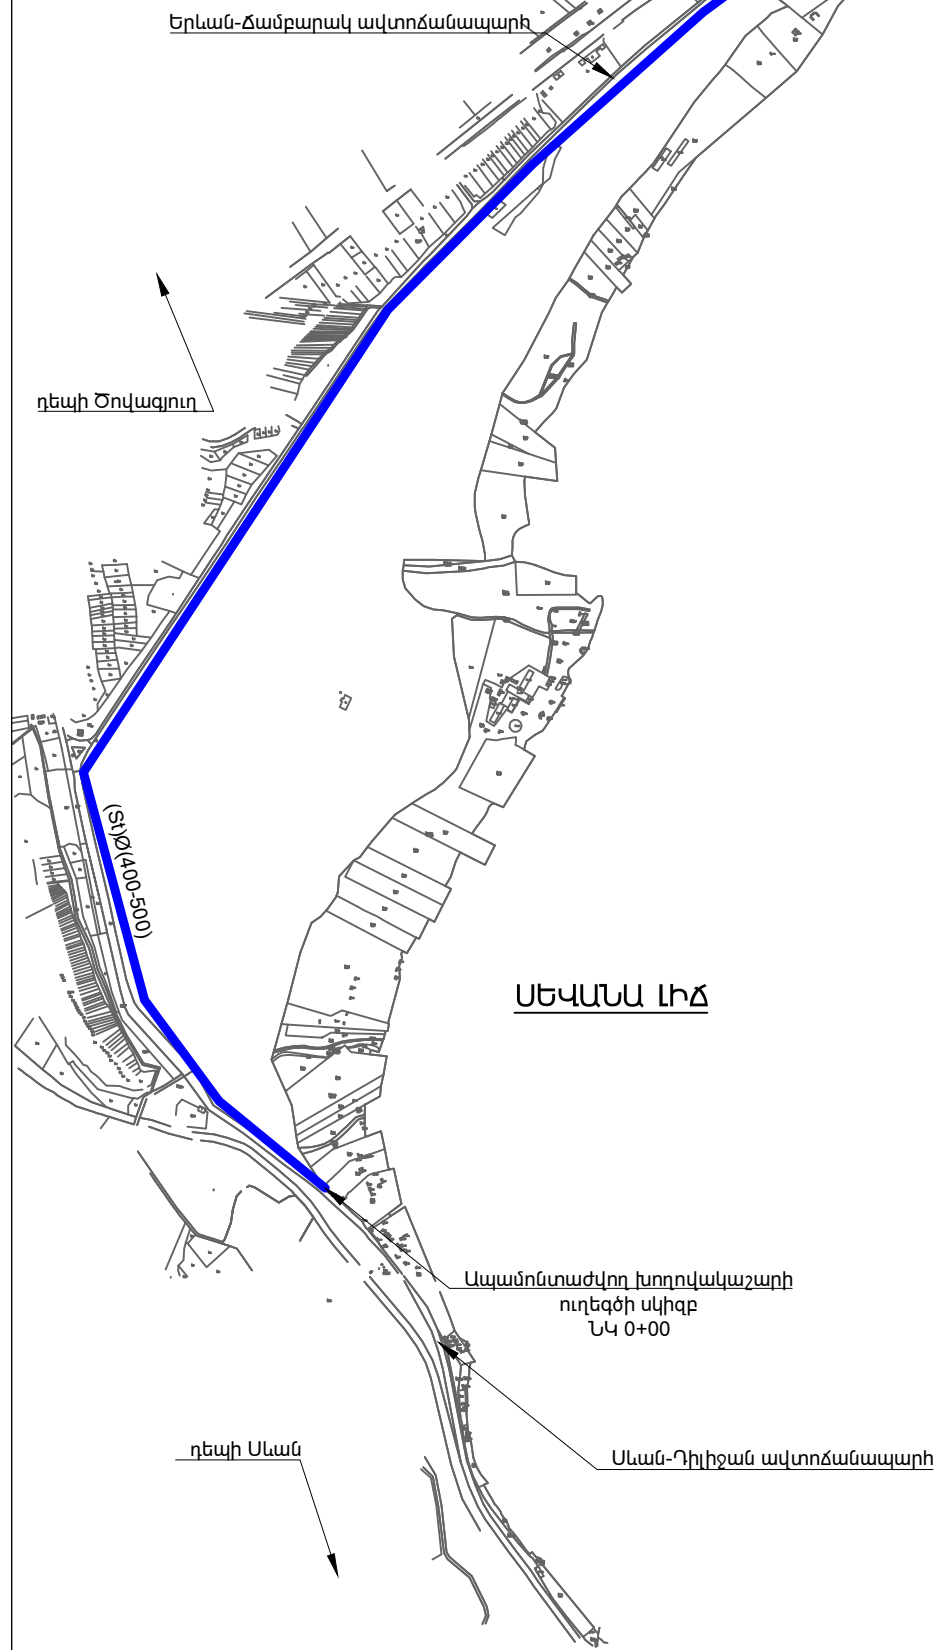 Երևան-Ճամբարակ ավտոճանապարհ
դեպի Ծովագյուղ
(St)Ø(400-500)
ՍԵՎԱՆԱ ԼԻՃ
Ապամոնտաժվող խողովակաշարի
ուղեգծի սկիզբ
ՆԿ 0+00
դեպի Սևան
Սևան-Դիլիջան ավտոճանապարհ